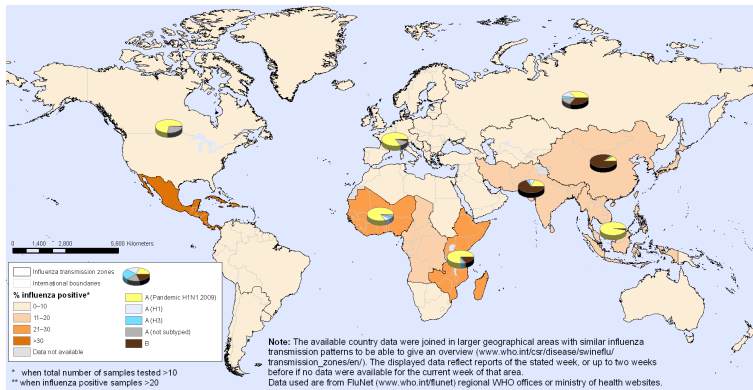 0 1,400 2,800 5,600 Kilometers
Influenza transmission zones
International boundaries
% influenza positive*
0–10
11–20
21–30
>30
Data not available
A (Pandemic H1N1 2009)
A (H1)
A (H3)
A (not subtyped)
B
* when total number of samples tested >10
** when influenza positive samples >20
Note: The available country data were joined in larger geographical areas with similar influenza
transmission patterns to be able to give an overview (www.who.int/csr/disease/swineflu/
transmission_zones/en/). The displayed data reflect reports of the stated week, or up to two weeks
before if no data were available for the current week of that area.
Data used are from FluNet (www.who.int/flunet) regional WHO offices or ministry of health websites.